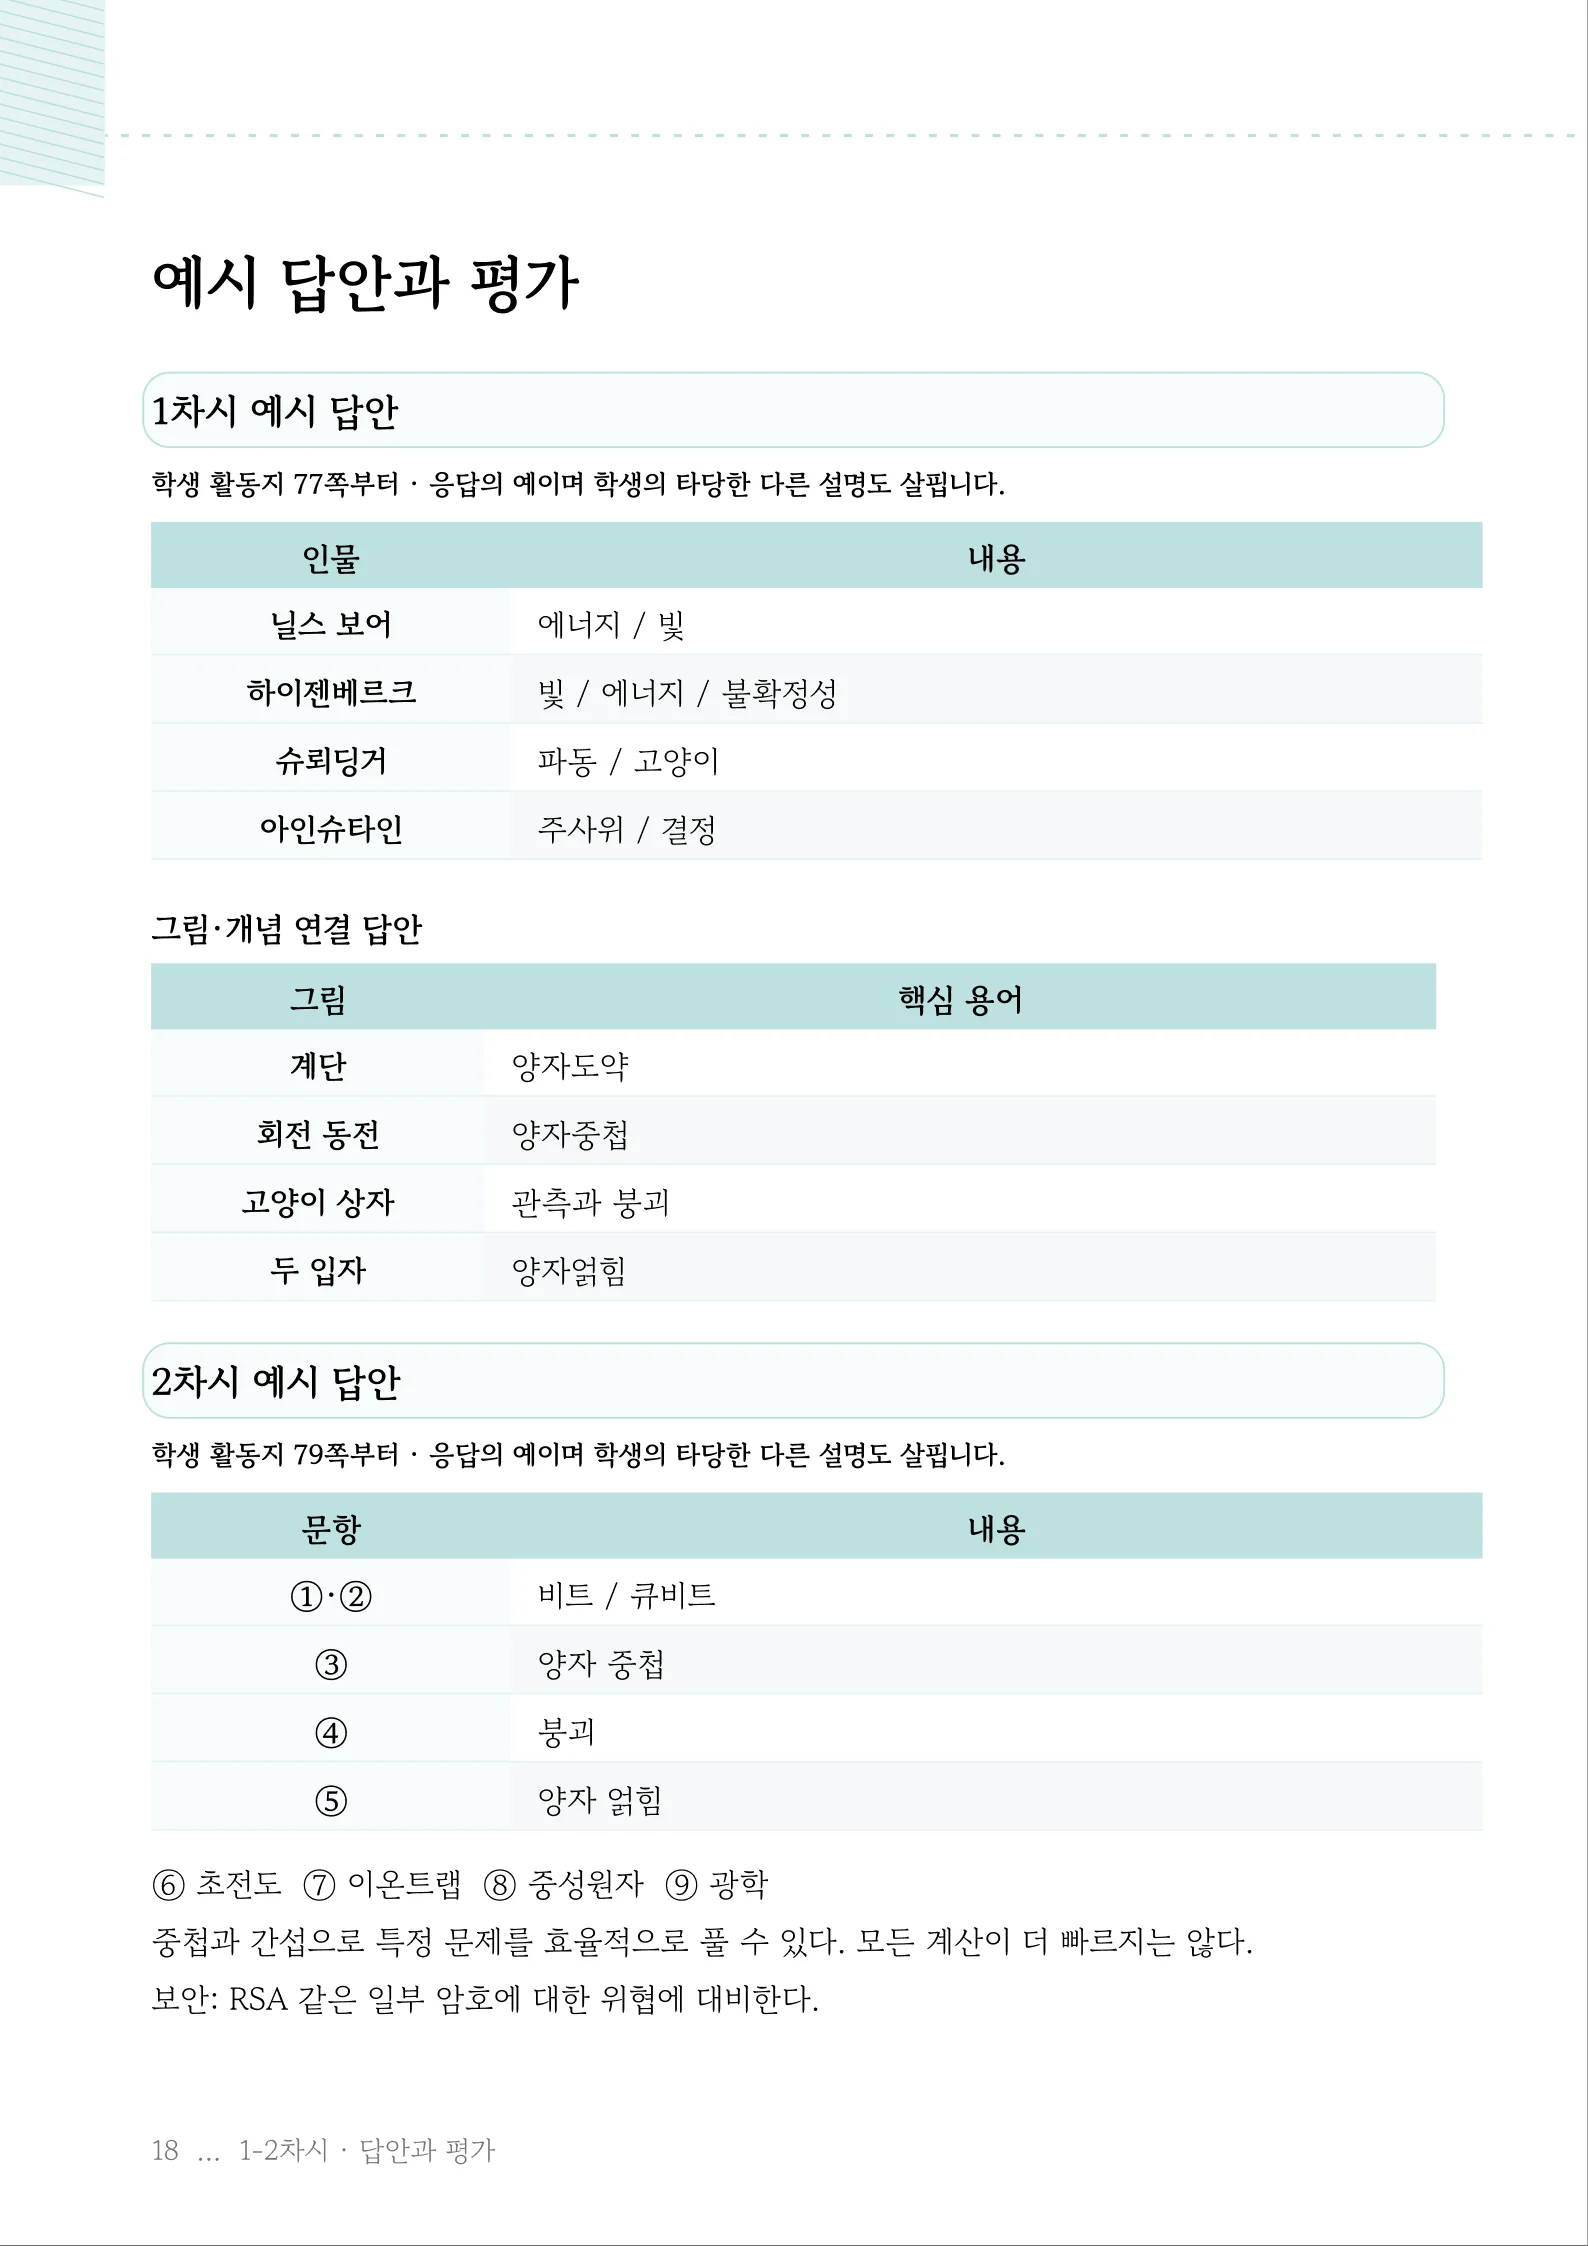 예시 답안과 평가
1차시 예시 답안
학생 활동지 77쪽부터 · 응답의 예이며 학생의 타당한 다른 설명도 살핍니다.
인물 내용
닐스 보어 에너지 / 빛
하이젠베르크 빛 / 에너지 / 불확정성
슈뢰딩거 파동 / 고양이
아인슈타인 주사위 / 결정
그림·개념 연결 답안
그림 핵심 용어
계단 양자도약
회전 동전 양자중첩
고양이 상자 관측과 붕괴
두 입자 양자얽힘
2차시 예시 답안
학생 활동지 79쪽부터 · 응답의 예이며 학생의 타당한 다른 설명도 살핍니다.
문항 내용
①·② 비트 / 큐비트
③ 양자 중첩
④ 붕괴
⑤ 양자 얽힘
⑥ 초전도 ⑦ 이온트랩 ⑧ 중성원자 ⑨ 광학
중첩과 간섭으로 특정 문제를 효율적으로 풀 수 있다. 모든 계산이 더 빠르지는 않다.
보안: RSA 같은 일부 암호에 대한 위협에 대비한다.
18 ... 1-2차시 · 답안과 평가